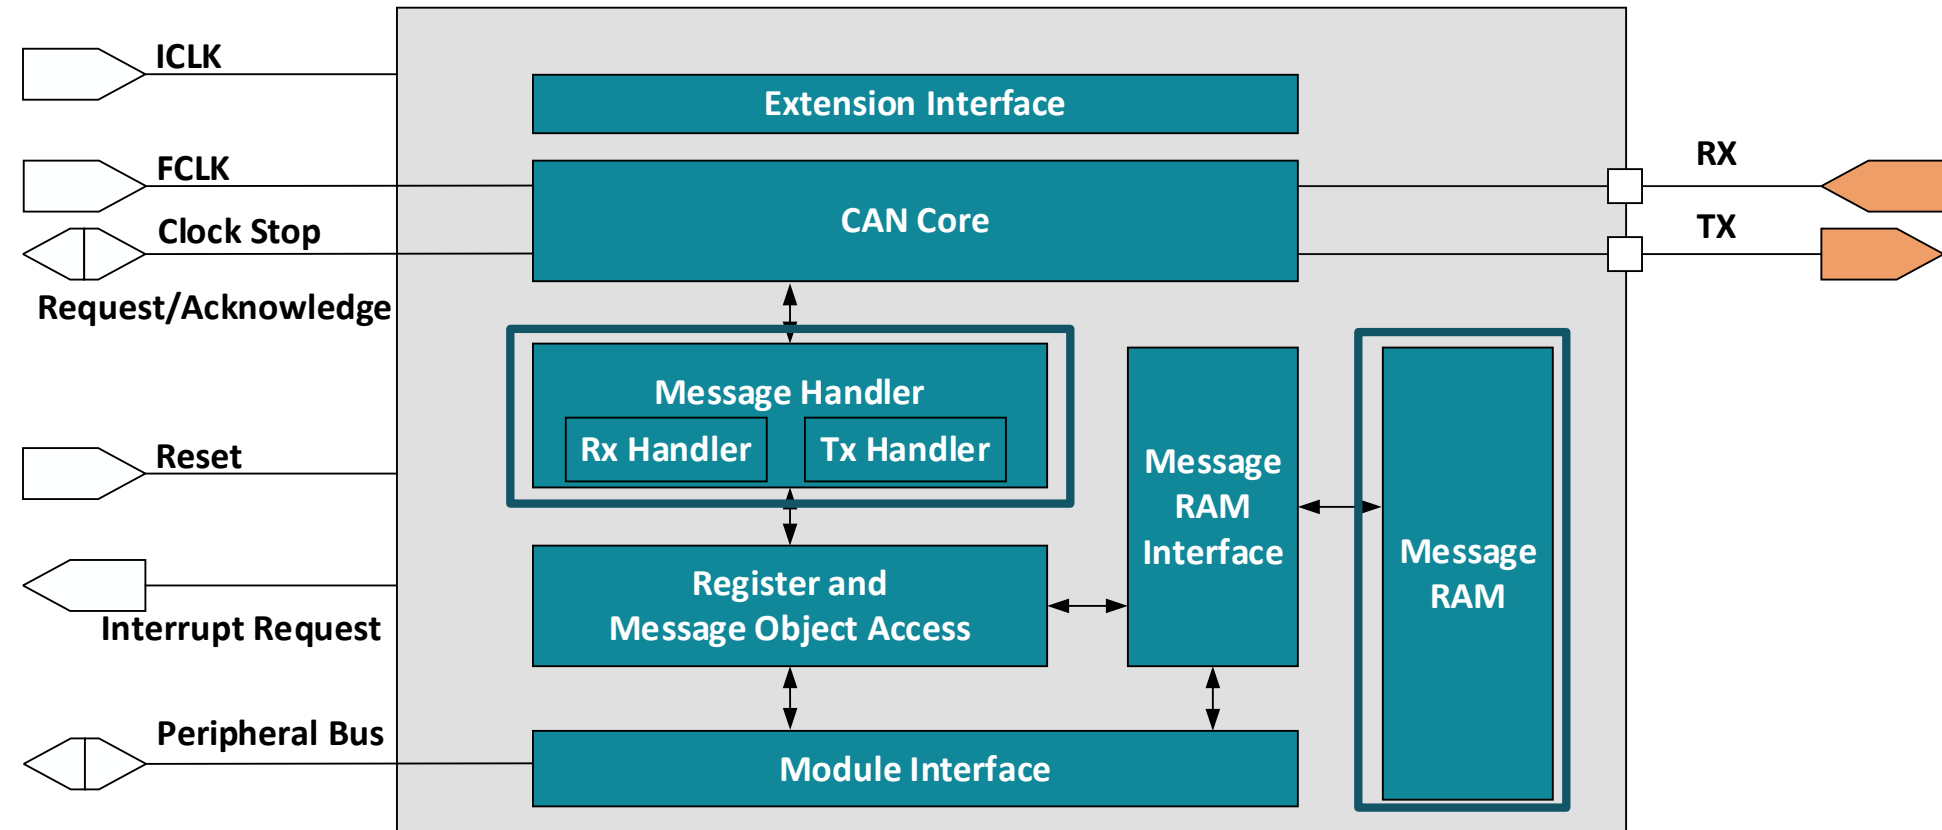 ICLK
Extension Interface
FCLK
CAN Core
RX
Clock Stop
TX
Request/Acknowledge
Message Handler
Rx Handler
Tx Handler
Reset
Message
RAM
Interface
Message
RAM
Register and
Message Object Access
Interrupt Request
Peripheral Bus
Module Interface